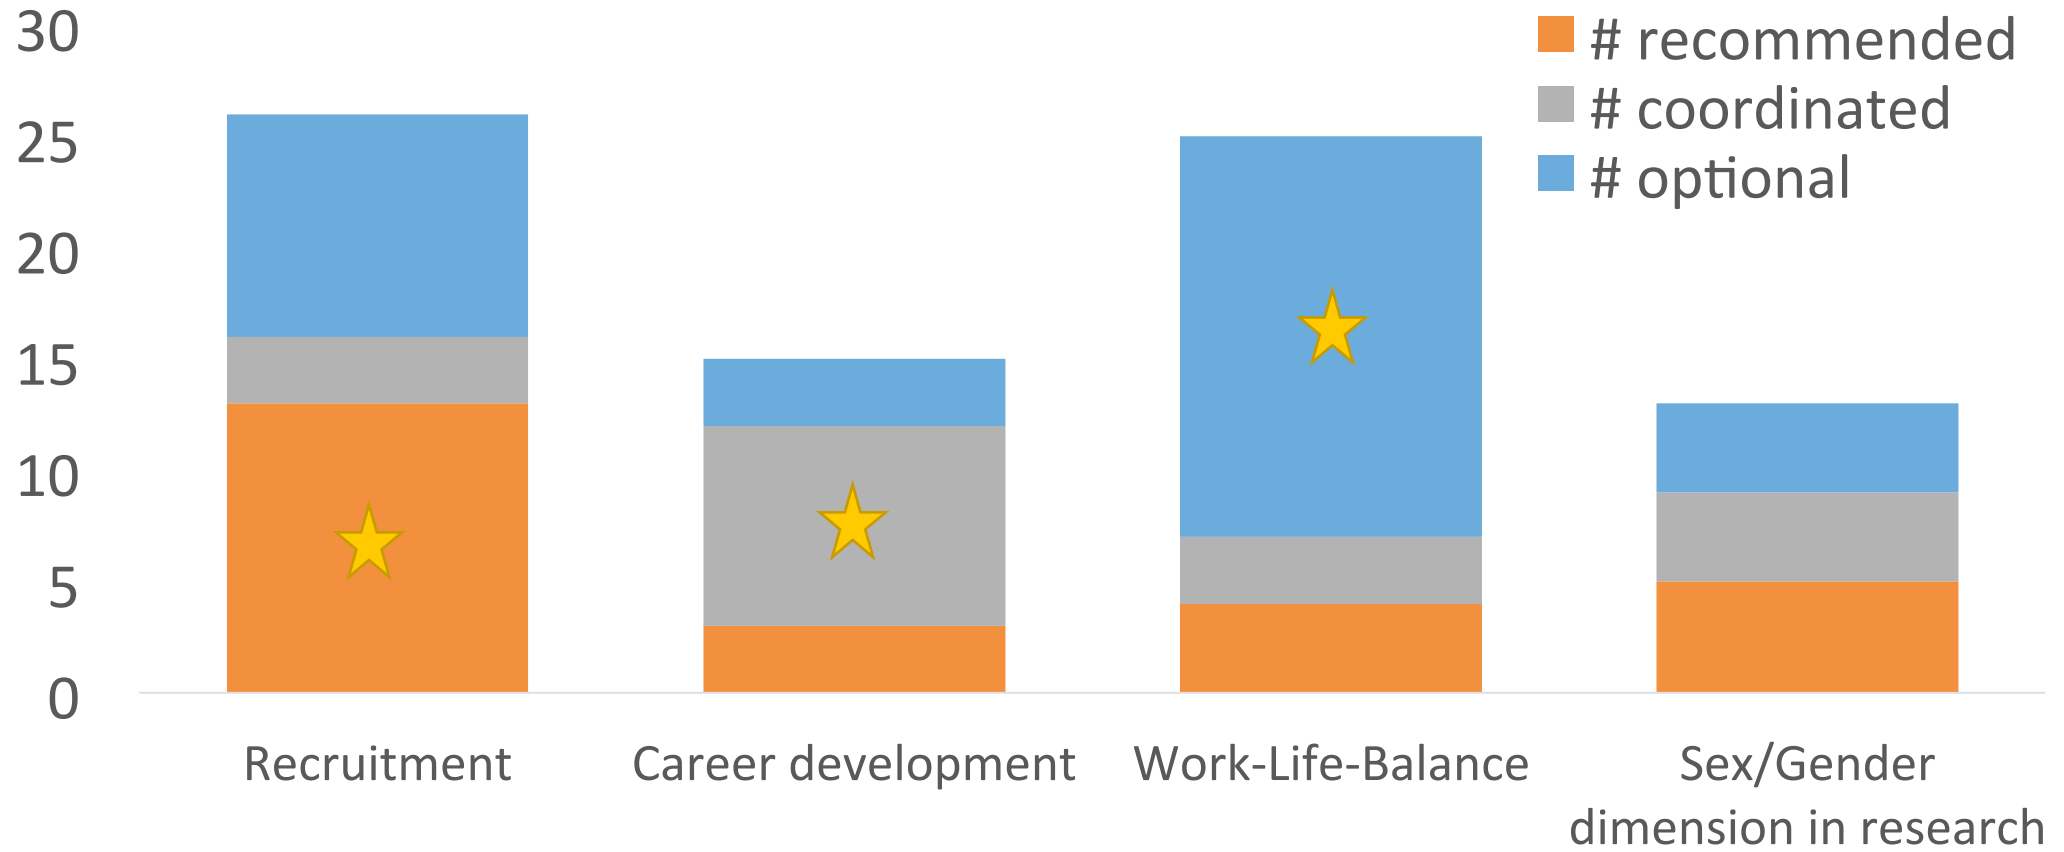 30
25
20
15
10
5
0
# recommended
# coordinated
# optional
Recruitment
Career development
Work-Life-Balance
Sex/Gender
dimension in research